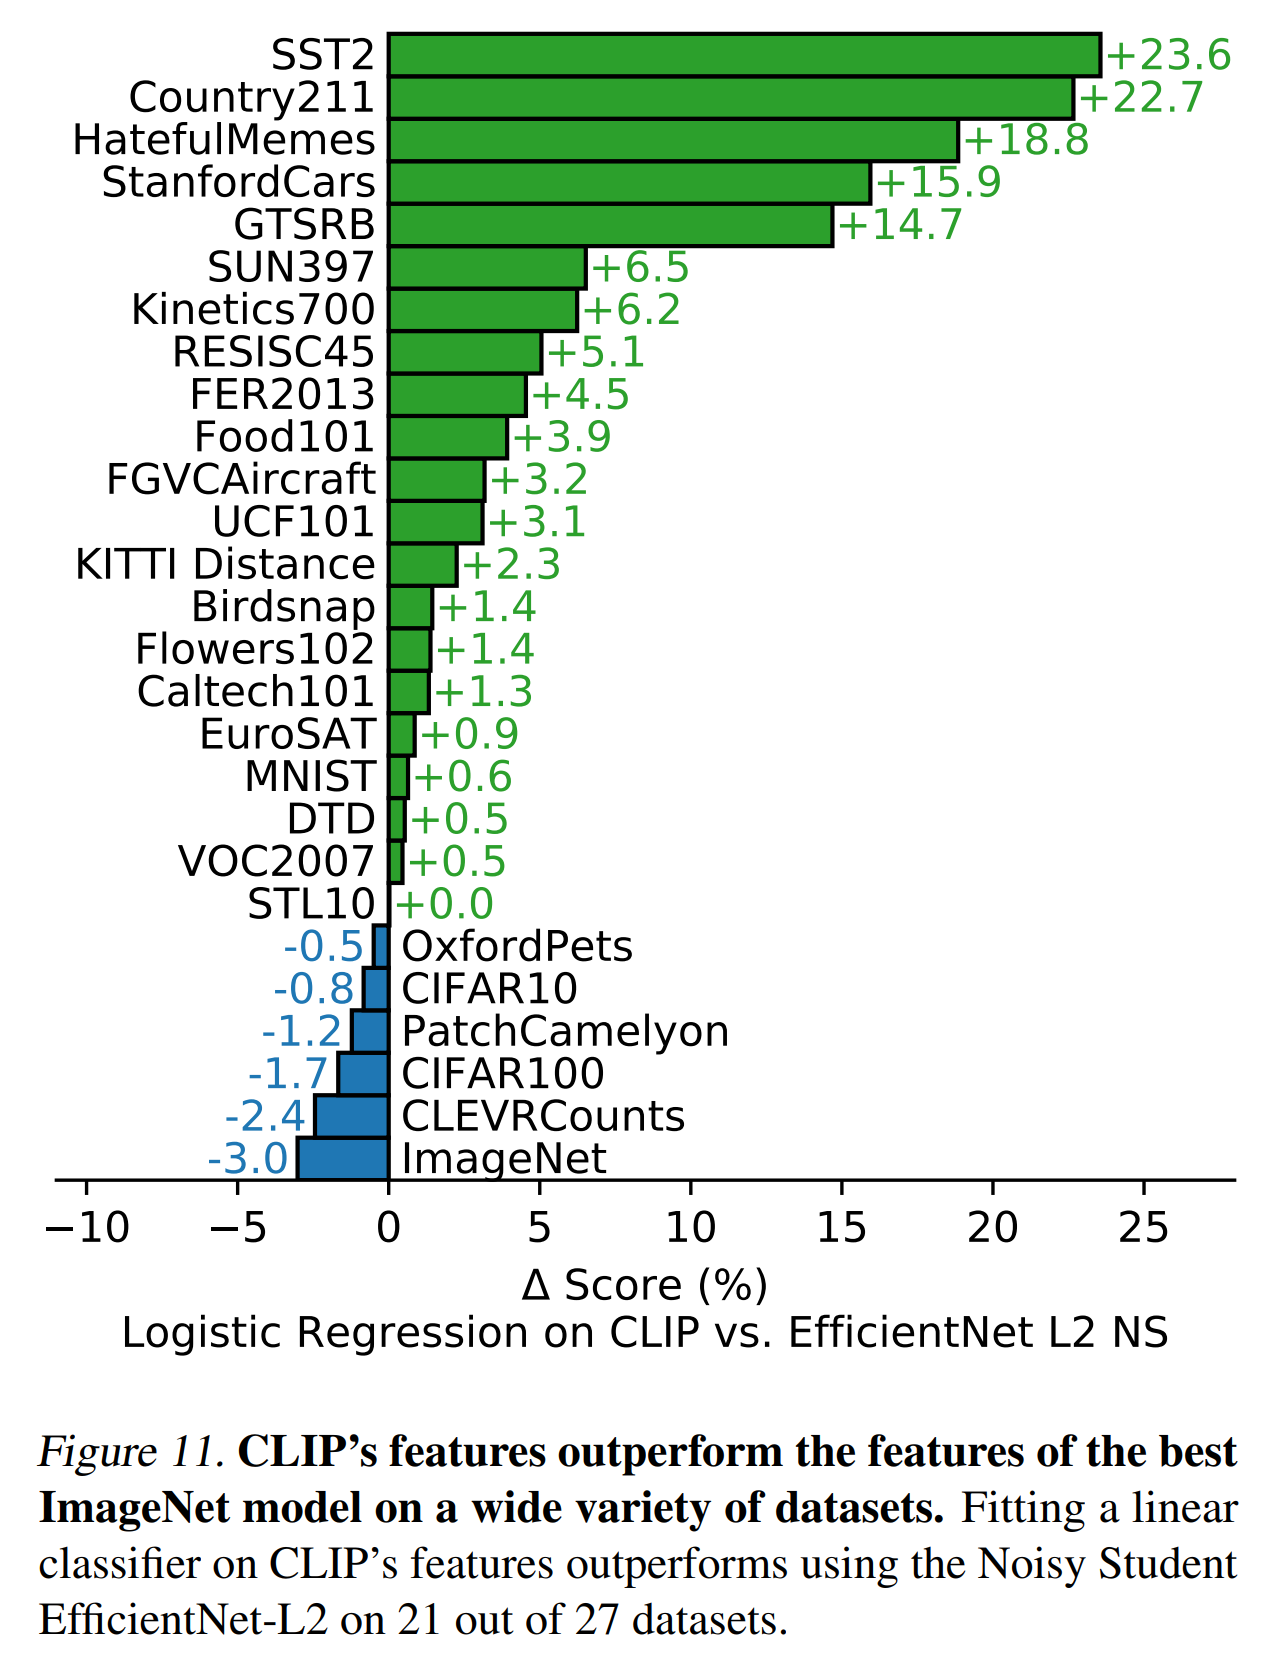 SST2 +23.6
Country211 +22.7
HatefulMemes +18.8
StanfordCars +15.9
GTSRB +14.7
SUN397 +6.5
Kinetics700 +6.2
RESISC45 +5.1
FER2013 +4.5
Food101 +3.9
FGVCAircraft +3.2
UCF101 +3.1
KITTI Distance +2.3
Birdsnap +1.4
Flowers102 +1.4
Caltech101 +1.3
EuroSAT +0.9
MNIST +0.6
DTD +0.5
VOC2007 +0.5
STL10 +0.0
-0.5 OxfordPets
-0.8 CIFAR10
-1.2 PatchCamelyon
-1.7 CIFAR100
-2.4 CLEVRCounts
-3.0 ImageNet
−10 −5 0 5 10 15 20 25
Δ Score (%)
Logistic Regression on CLIP vs. EfficientNet L2 NS
Figure 11. CLIP’s features outperform the features of the best
ImageNet model on a wide variety of datasets. Fitting a linear
classifier on CLIP’s features outperforms using the Noisy Student
EfficientNet-L2 on 21 out of 27 datasets.